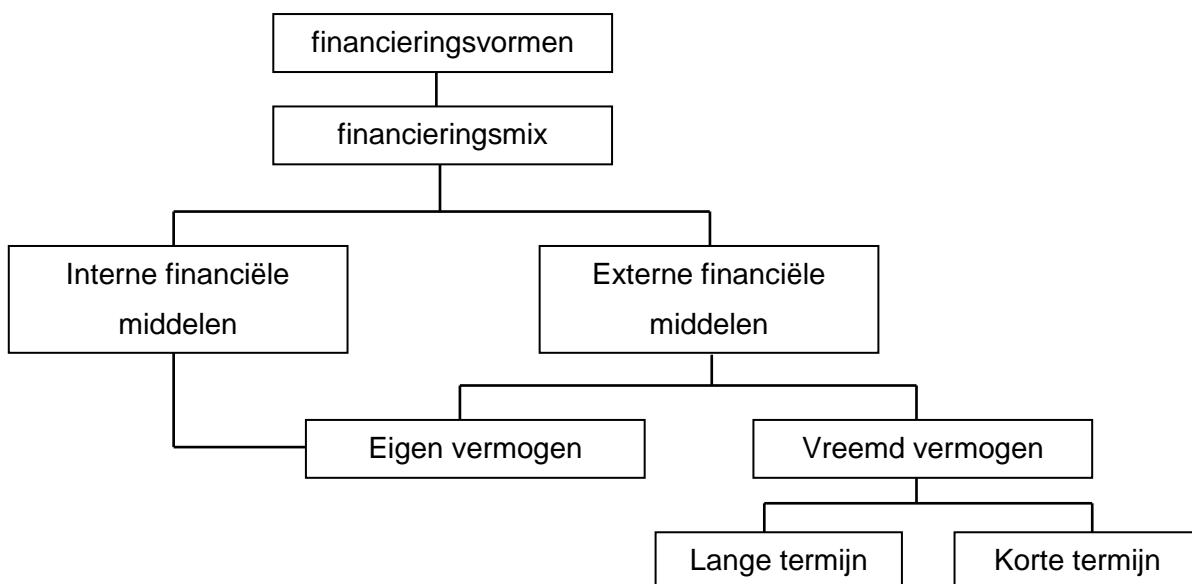 financieringsvormen
financieringsmix
Interne financiële
middelen
Externe financiële
middelen
Eigen vermogen
Vreemd vermogen
Lange termijn
Korte termijn